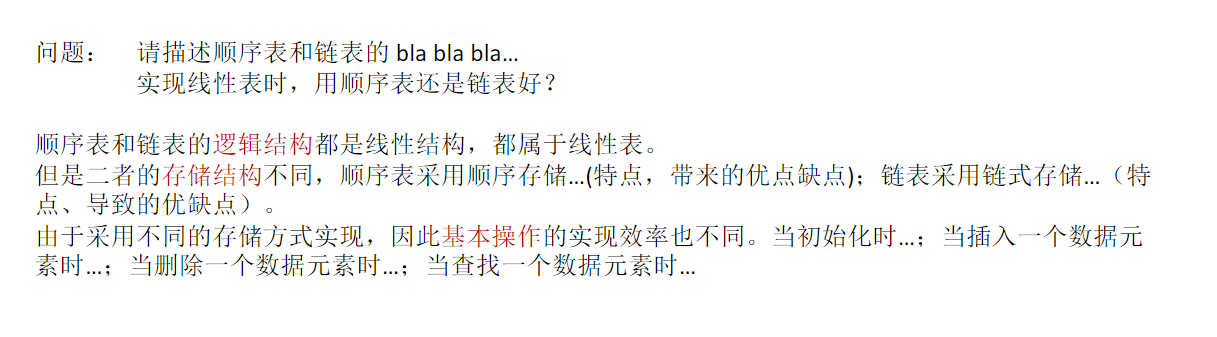 问题： 请描述顺序表和链表的 bla bla bla…
实现线性表时，用顺序表还是链表好？
顺序表和链表的逻辑结构都是线性结构，都属于线性表。
但是二者的存储结构不同，顺序表采用顺序存储…(特点，带来的优点缺点)；链表采用链式存储…（特
点、导致的优缺点）。
由于采用不同的存储方式实现，因此基本操作的实现效率也不同。当初始化时…；当插入一个数据元
素时…；当删除一个数据元素时…；当查找一个数据元素时…